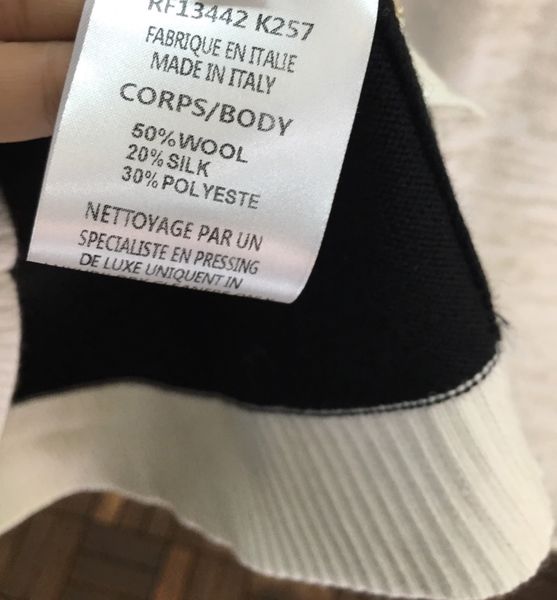 RF13442 K257
FABRIQUE EN ITALIE
MADE IN ITALY
CORPS/BODY
50%WOOL
20%SILK
30%POLYESTE
NETTOYAGE PAR UN
SPECIALISTE EN PRESSING
DE LUXE UNIQUENT IN